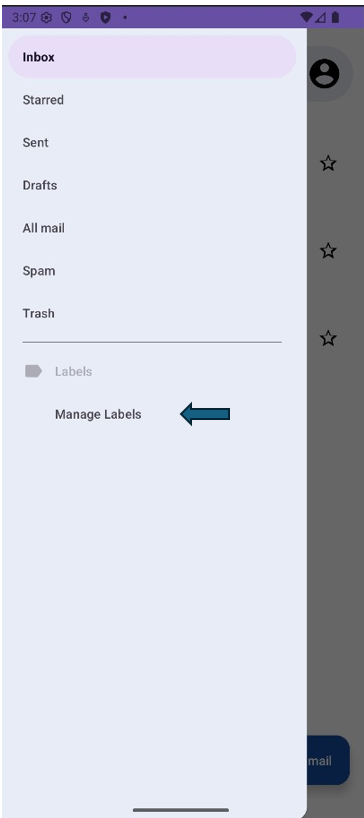 3:07
Inbox
Starred
Sent
Drafts
All mail
Spam
Trash
Labels
Manage Labels
mail